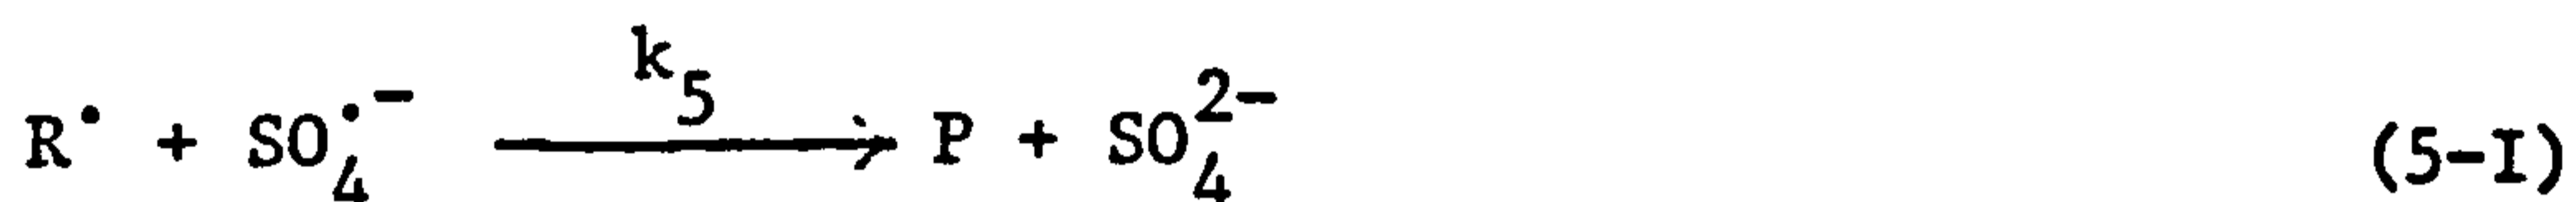 R• + SO₄•⁻ —k₅→ P + SO₄²⁻ (5-I)